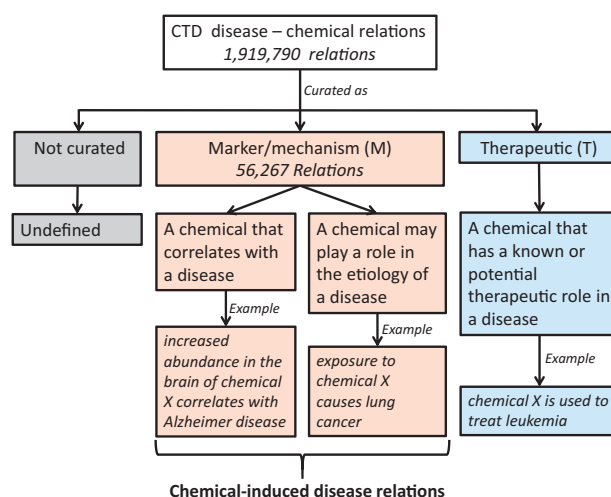 CTD disease – chemical relations
1,919,790 relations
Curated as
Not curated
Marker/mechanism (M)
56,267 Relations
Therapeutic (T)
Undefined
A chemical that
correlates with
a disease
A chemical may
play a role in
the etiology of
a disease
A chemical that
has a known or
potential
therapeutic role in
a disease
Example
Example
Example
increased
abundance in the
brain of chemical
X correlates with
Alzheimer disease
exposure to
chemical X
causes lung
cancer
chemical X is used to
treat leukemia
Chemical-induced disease relations